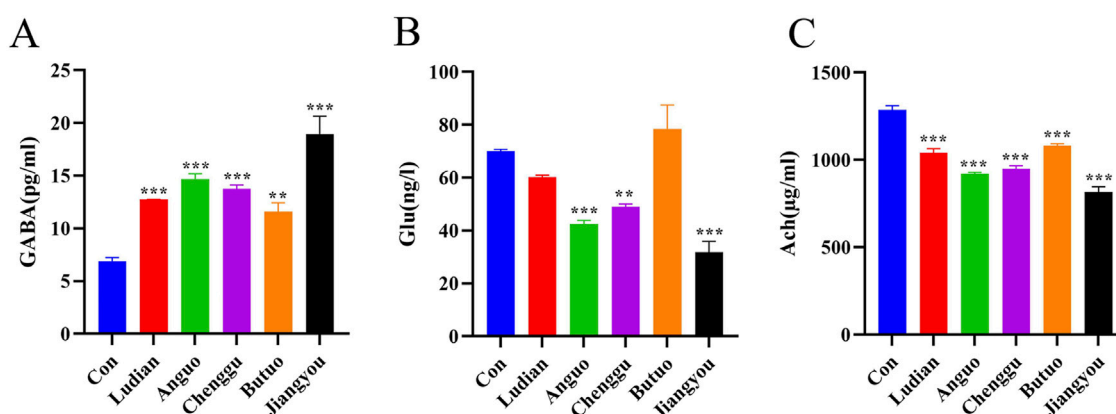 A
GABA(pg/ml)
25
20
15
10
5
0
***
***
***
**
***
Con
Ludian
Anguo
Chenggu
Butuo
Jiangyou
B
Glu(ng/l)
100
80
60
40
20
0
***
**
***
Con
Ludian
Anguo
Chenggu
Butuo
Jiangyou
C
Ach(μg/ml)
1500
1000
500
0
***
***
***
***
***
Con
Ludian
Anguo
Chenggu
Butuo
Jiangyou